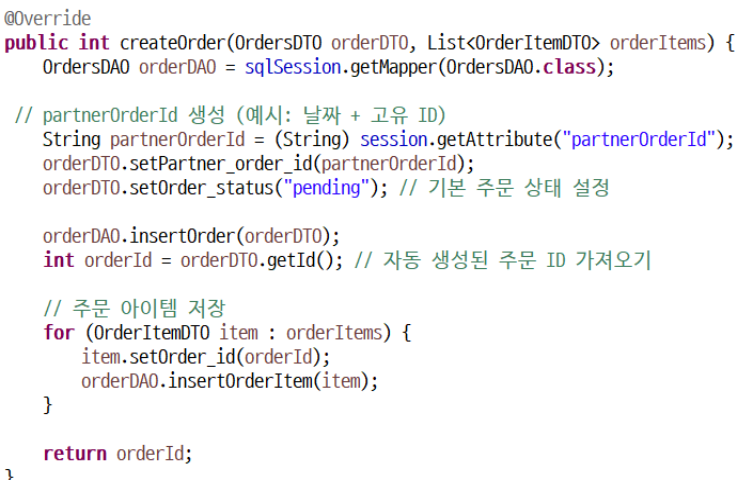 @Override
public int createOrder(OrdersDTO orderDTO, List<OrderItemDTO> orderItems) {
    OrdersDAO orderDAO = sqlSession.getMapper(OrdersDAO.class);

 // partnerOrderId 생성 (예시: 날짜 + 고유 ID)
    String partnerOrderId = (String) session.getAttribute("partnerOrderId");
    orderDTO.setPartner_order_id(partnerOrderId);
    orderDTO.setOrder_status("pending"); // 기본 주문 상태 설정

    orderDAO.insertOrder(orderDTO);
    int orderId = orderDTO.getId(); // 자동 생성된 주문 ID 가져오기

    // 주문 아이템 저장
    for (OrderItemDTO item : orderItems) {
        item.setOrder_id(orderId);
        orderDAO.insertOrderItem(item);
    }

    return orderId;
}